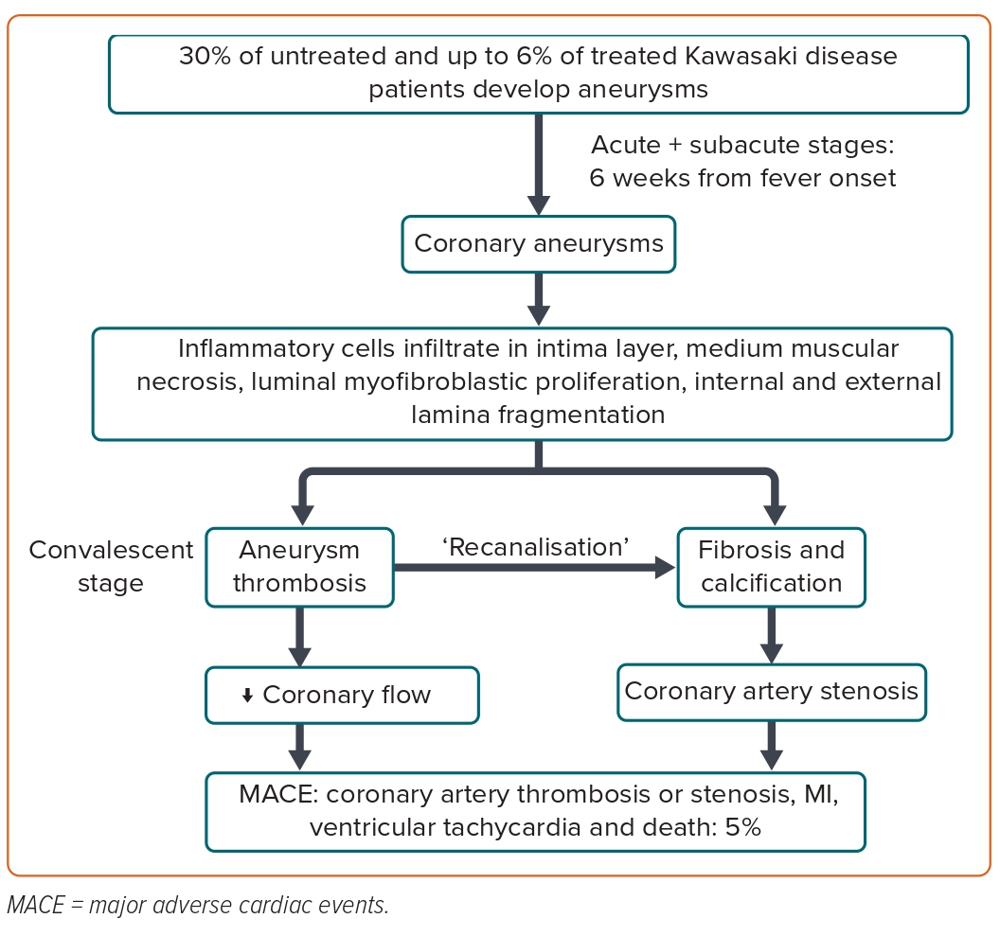 30% of untreated and up to 6% of treated Kawasaki disease
patients develop aneurysms
Acute + subacute stages:
6 weeks from fever onset
Coronary aneurysms
Inflammatory cells infiltrate in intima layer, medium muscular
necrosis, luminal myofibroblastic proliferation, internal and external
lamina fragmentation
Convalescent
stage
Aneurysm
thrombosis
‘Recanalisation’
Fibrosis and
calcification
⬇ Coronary flow
Coronary artery stenosis
MACE: coronary artery thrombosis or stenosis, MI,
ventricular tachycardia and death: 5%
MACE = major adverse cardiac events.